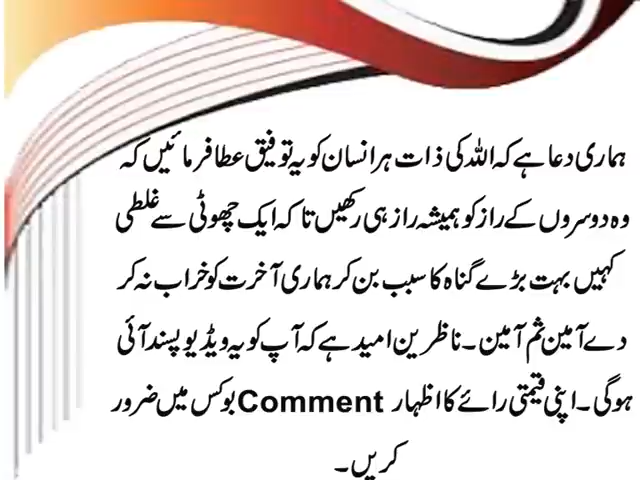 ہماری دعا ہے کہ اللہ کی ذات ہر انسان کو یہ توفیق عطا فرمائیں کہ
وہ دوسروں کے راز کو ہمیشہ راز ہی رکھیں تا کہ ایک چھوٹی سے غلطی
کہیں بہت بڑے گناہ کا سبب بن کر ہماری آخرت کو خراب نہ کر
دے آمین ثم آمین۔ ناظرین امید ہے کہ آپ کو یہ ویڈیو پسند آئی
ہوگی۔ اپنی قیمتی رائے کا اظہار Comment بوکس میں ضرور
کریں۔